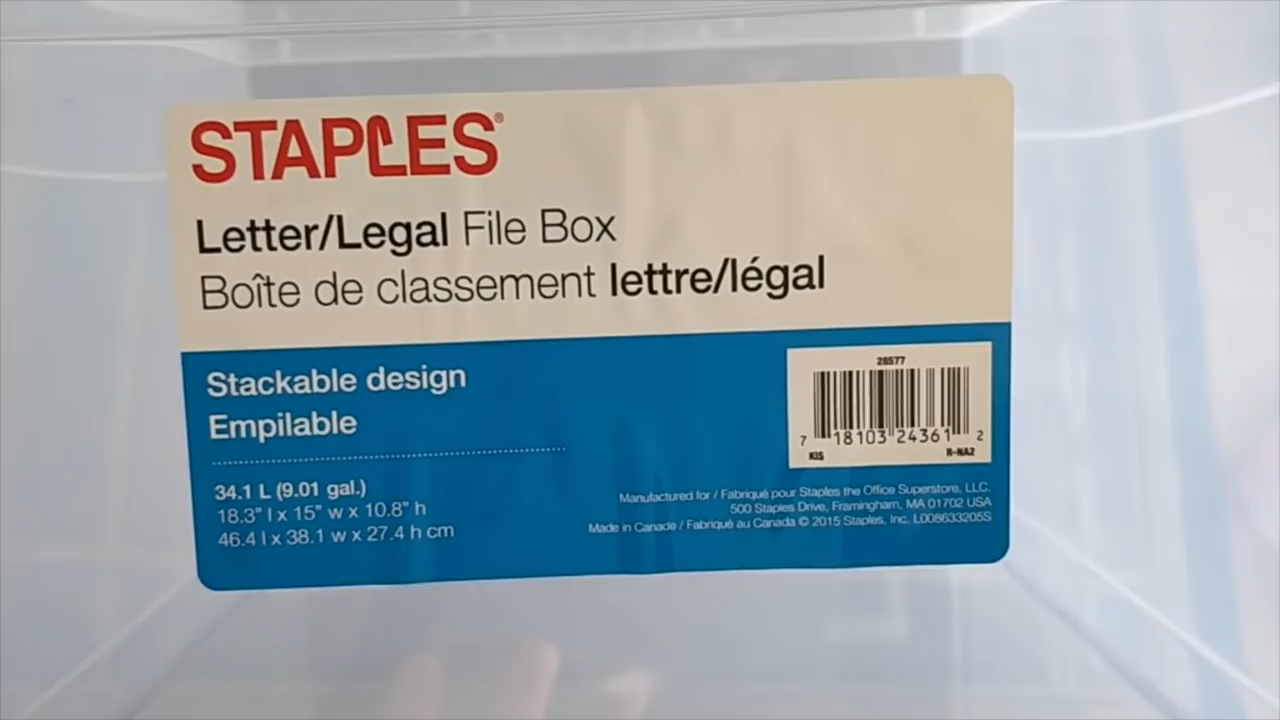 STAPLES®
Letter/Legal File Box
Boîte de classement lettre/légal
Stackable design
Empilable
34.1 L (9.01 gal.)
18.3" l x 15" w x 10.8" h
46.4 l x 38.1 w x 27.4 h cm
28577
7 18103 24361 2
KIS R-NA2
Manufactured for / Fabriqué pour Staples the Office Superstore, LLC.
500 Staples Drive, Framingham, MA 01702 USA
Made in Canada / Fabriqué au Canada © 2015 Staples, Inc. L008633205S